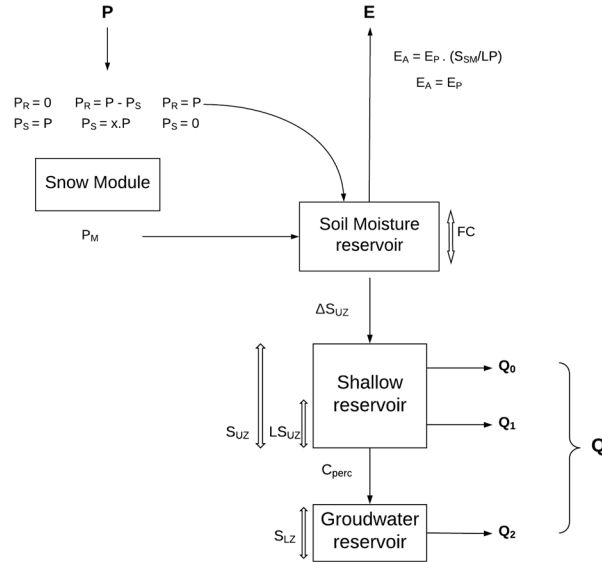 P
E
E_A = E_P . (S_SM/LP)
E_A = E_P
P_R = 0 P_R = P - P_S P_R = P
P_S = P P_S = x.P P_S = 0
Snow Module
P_M
Soil Moisture
reservoir
FC
ΔS_UZ
Shallow
reservoir
Q_0
Q_1
S_UZ
LS_UZ
Q
C_perc
Groudwater
reservoir
S_LZ
Q_2